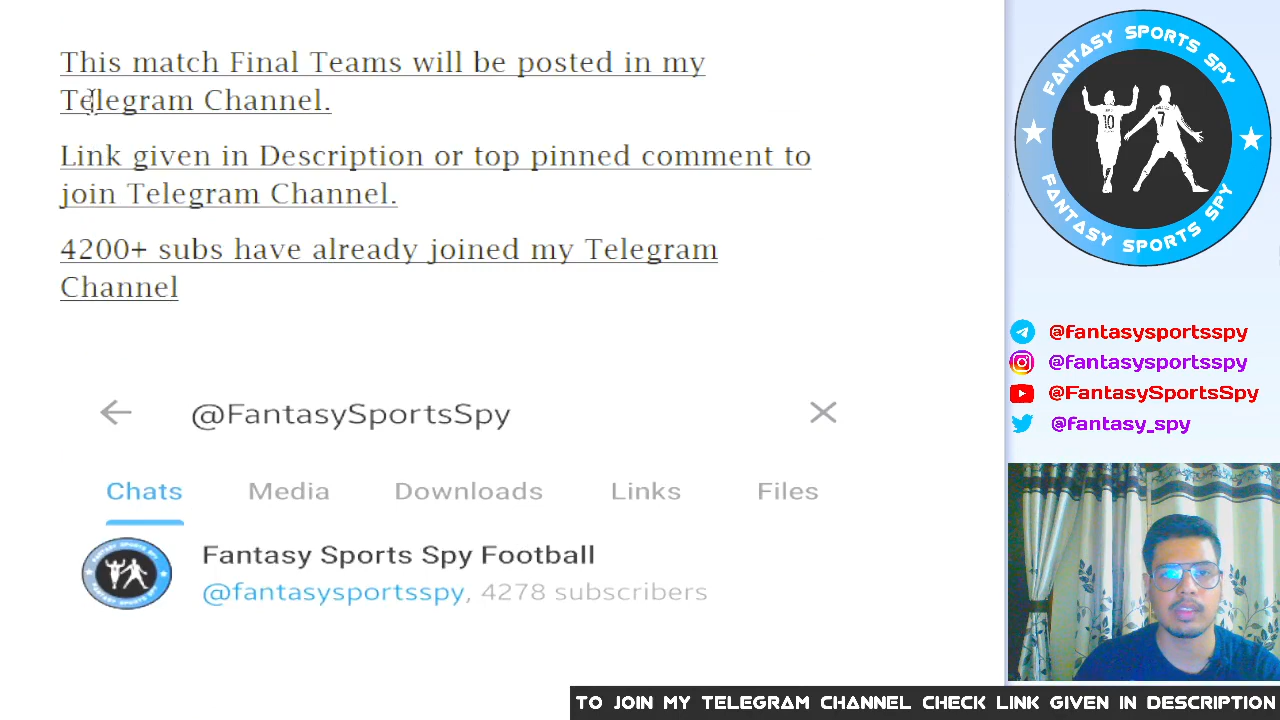 This match Final Teams will be posted in my
Telegram Channel.
Link given in Description or top pinned comment to
join Telegram Channel.
4200+ subs have already joined my Telegram
Channel
@FantasySportsSpy
Chats Media Downloads Links Files
Fantasy Sports Spy Football
@fantasysportsspy, 4278 subscribers
FANTASY SPORTS SPY
10 7
FANTASY SPORTS SPY
@fantasysportsspy
@fantasysportsspy
@FantasySportsSpy
@fantasy_spy
TO JOIN MY TELEGRAM CHANNEL CHECK LINK GIVEN IN DESCRIPTION